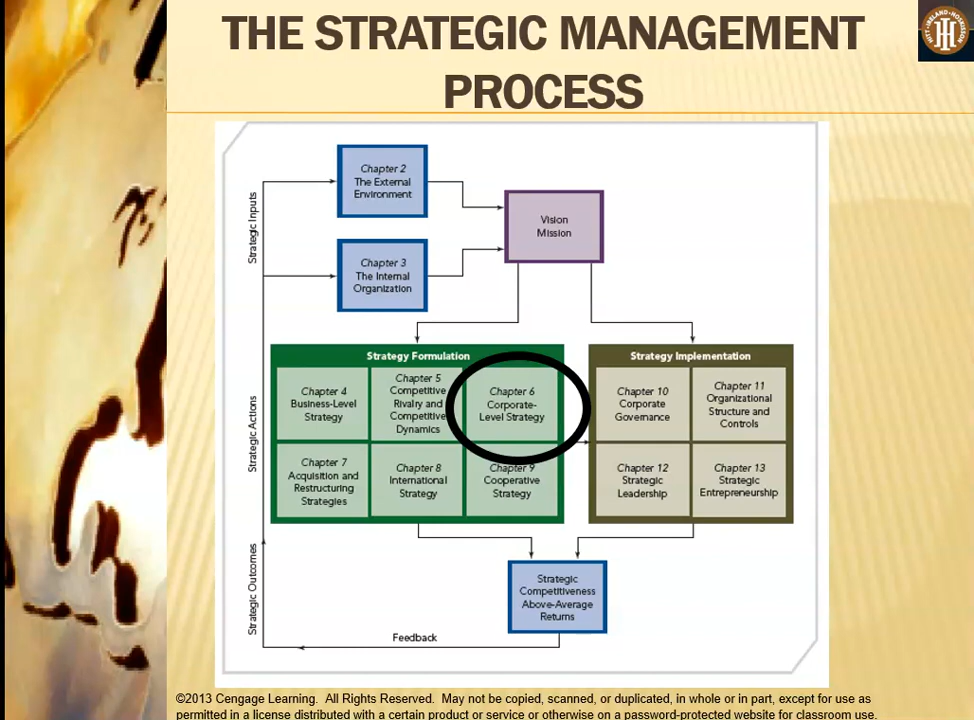 THE STRATEGIC MANAGEMENT
PROCESS
HITT·IRELAND·HOSKISSON
Strategic Inputs
Chapter 2
The External
Environment
Chapter 3
The Internal
Organization
Vision
Mission
Strategic Actions
Strategy Formulation
Chapter 4
Business-Level
Strategy
Chapter 5
Competitive
Rivalry and
Competitive
Dynamics
Chapter 6
Corporate-
Level Strategy
Chapter 7
Acquisition and
Restructuring
Strategies
Chapter 8
International
Strategy
Chapter 9
Cooperative
Strategy
Strategy Implementation
Chapter 10
Corporate
Governance
Chapter 11
Organizational
Structure and
Controls
Chapter 12
Strategic
Leadership
Chapter 13
Strategic
Entrepreneurship
Strategic Outcomes
Strategic
Competitiveness
Above-Average
Returns
Feedback
©2013 Cengage Learning. All Rights Reserved. May not be copied, scanned, or duplicated, in whole or in part, except for use as
permitted in a license distributed with a certain product or service or otherwise on a password-protected website for classroom use.